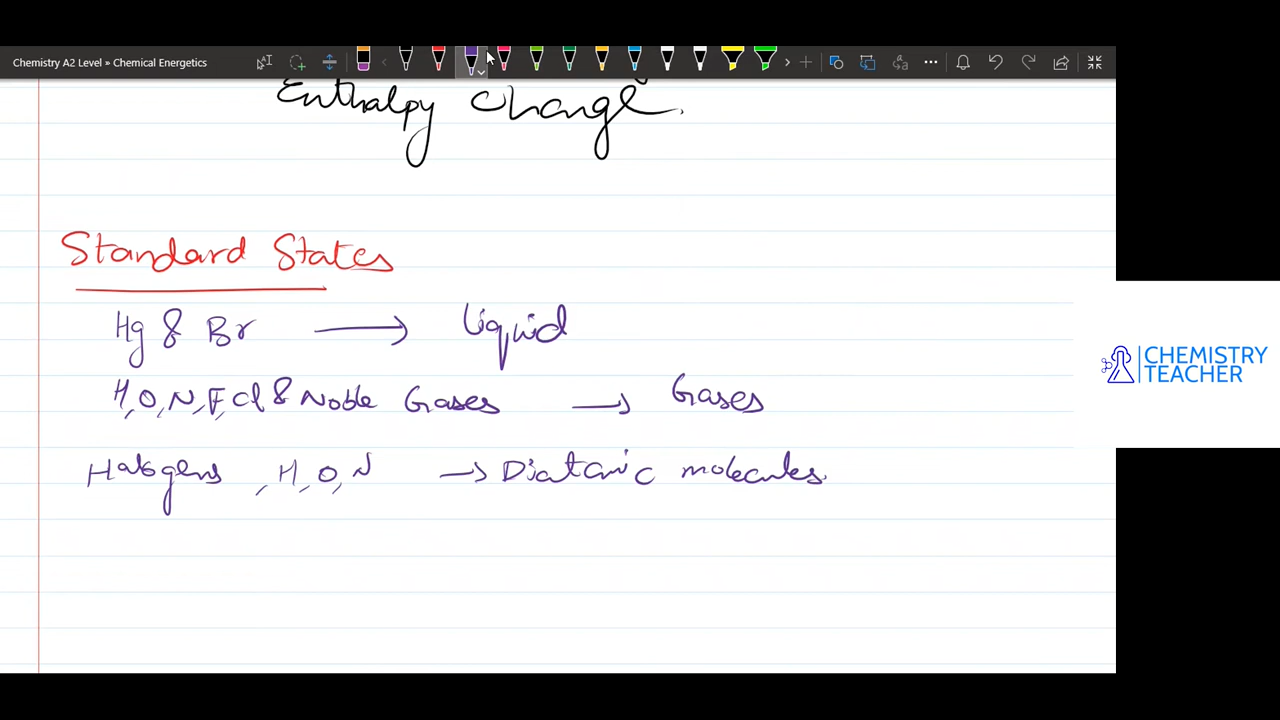 Chemistry A2 Level » Chemical Energetics
Enthalpy Change.
Standard States
Hg & Br → liquid
H, O, N, F, Cl & Noble Gases → Gases
Halogens, H, O, N → Diatomic molecules.
CHEMISTRY
TEACHER